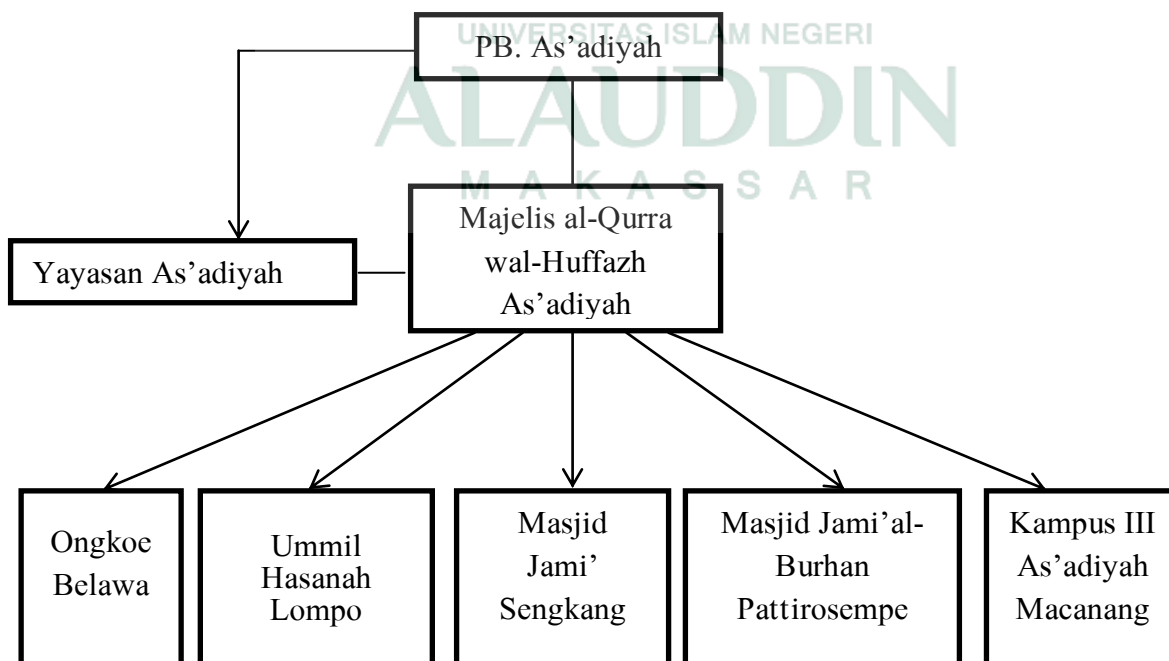 UNIVERSITAS ISLAM NEGERI
PB. As’adiyah
ALAUDDIN
MAKASSAR
Majelis al-Qurra
wal-Huffazh
As’adiyah
Yayasan As’adiyah
Ongkoe
Belawa
Ummil
Hasanah
Lompo
Masjid
Jami’
Sengkang
Masjid Jami’al-
Burhan
Pattirosempe
Kampus III
As’adiyah
Macanang